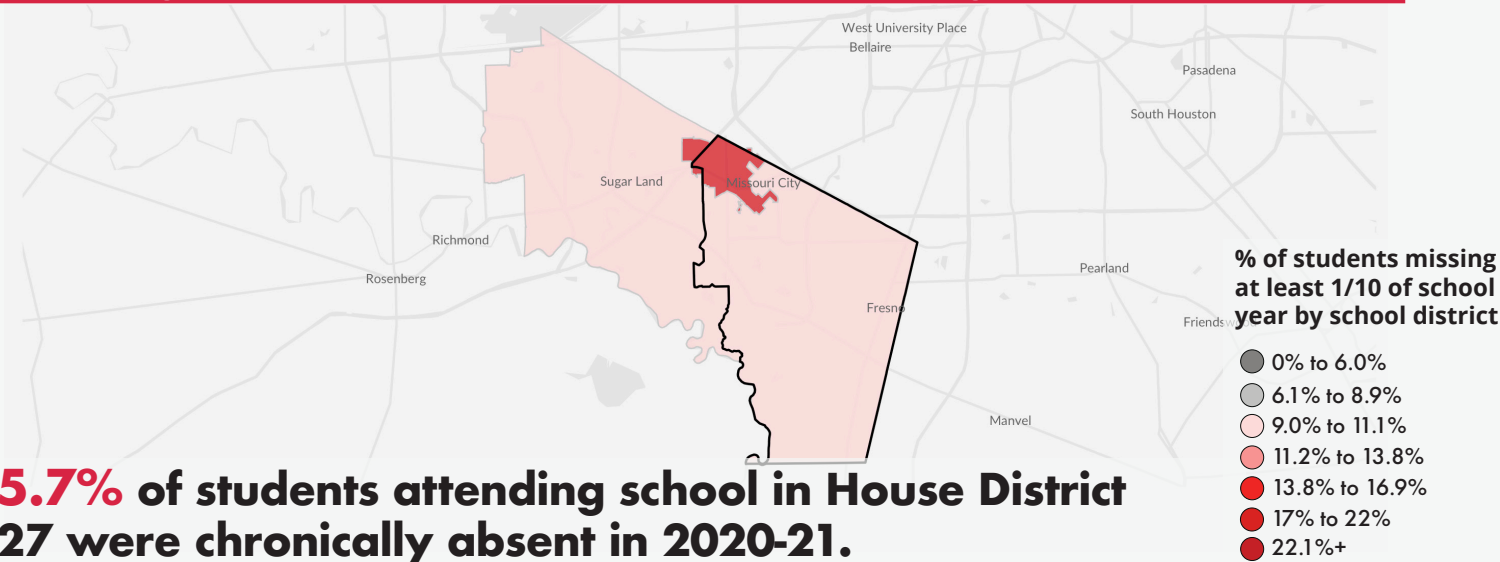 West University Place
Bellaire
Pasadena
South Houston
Sugar Land
Missouri City
Richmond
Rosenberg
Pearland
Fresno
Manvel
% of students missing
at least 1/10 of school
year by school district
0% to 6.0%
6.1% to 8.9%
9.0% to 11.1%
11.2% to 13.8%
13.8% to 16.9%
17% to 22%
22.1%+
5.7% of students attending school in House District
27 were chronically absent in 2020-21.